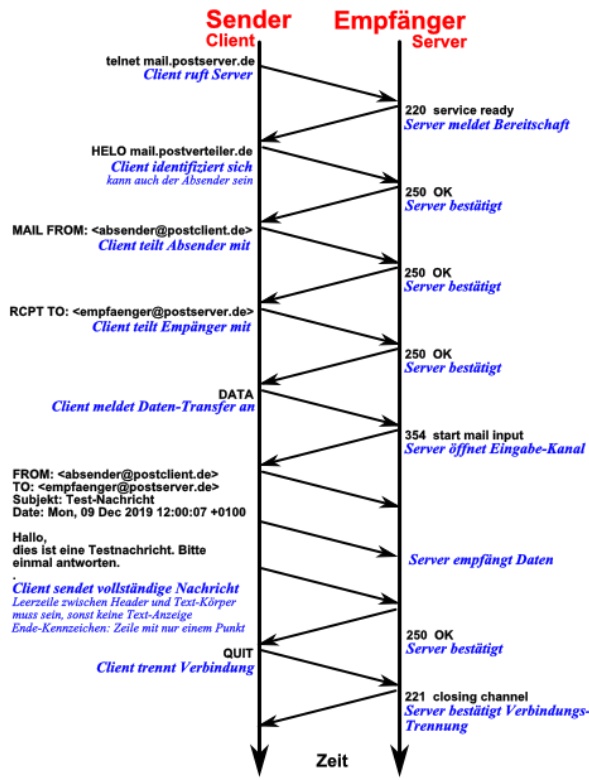 Sender Empfänger
Client Server
telnet mail.postserver.de
Client ruft Server
220 service ready
Server meldet Bereitschaft
HELO mail.postverteiler.de
Client identifiziert sich
kann auch der Absender sein
250 OK
Server bestätigt
MAIL FROM: <absender@postclient.de>
Client teilt Absender mit
250 OK
Server bestätigt
RCPT TO: <empfaenger@postserver.de>
Client teilt Empänger mit
250 OK
Server bestätigt
DATA
Client meldet Daten-Transfer an
354 start mail input
Server öffnet Eingabe-Kanal
FROM: <absender@postclient.de>
TO: <empfaenger@postserver.de>
Subjekt: Test-Nachricht
Date: Mon, 09 Dec 2019 12:00:07 +0100
Hallo,
dies ist eine Testnachricht. Bitte
einmal antworten.
.
Server empfängt Daten
Client sendet vollständige Nachricht
Leerzeile zwischen Header und Text-Körper
muss sein, sonst keine Text-Anzeige
Ende-Kennzeichen: Zeile mit nur einem Punkt
250 OK
Server bestätigt
QUIT
Client trennt Verbindung
221 closing channel
Server bestätigt Verbindungs-
Trennung
Zeit